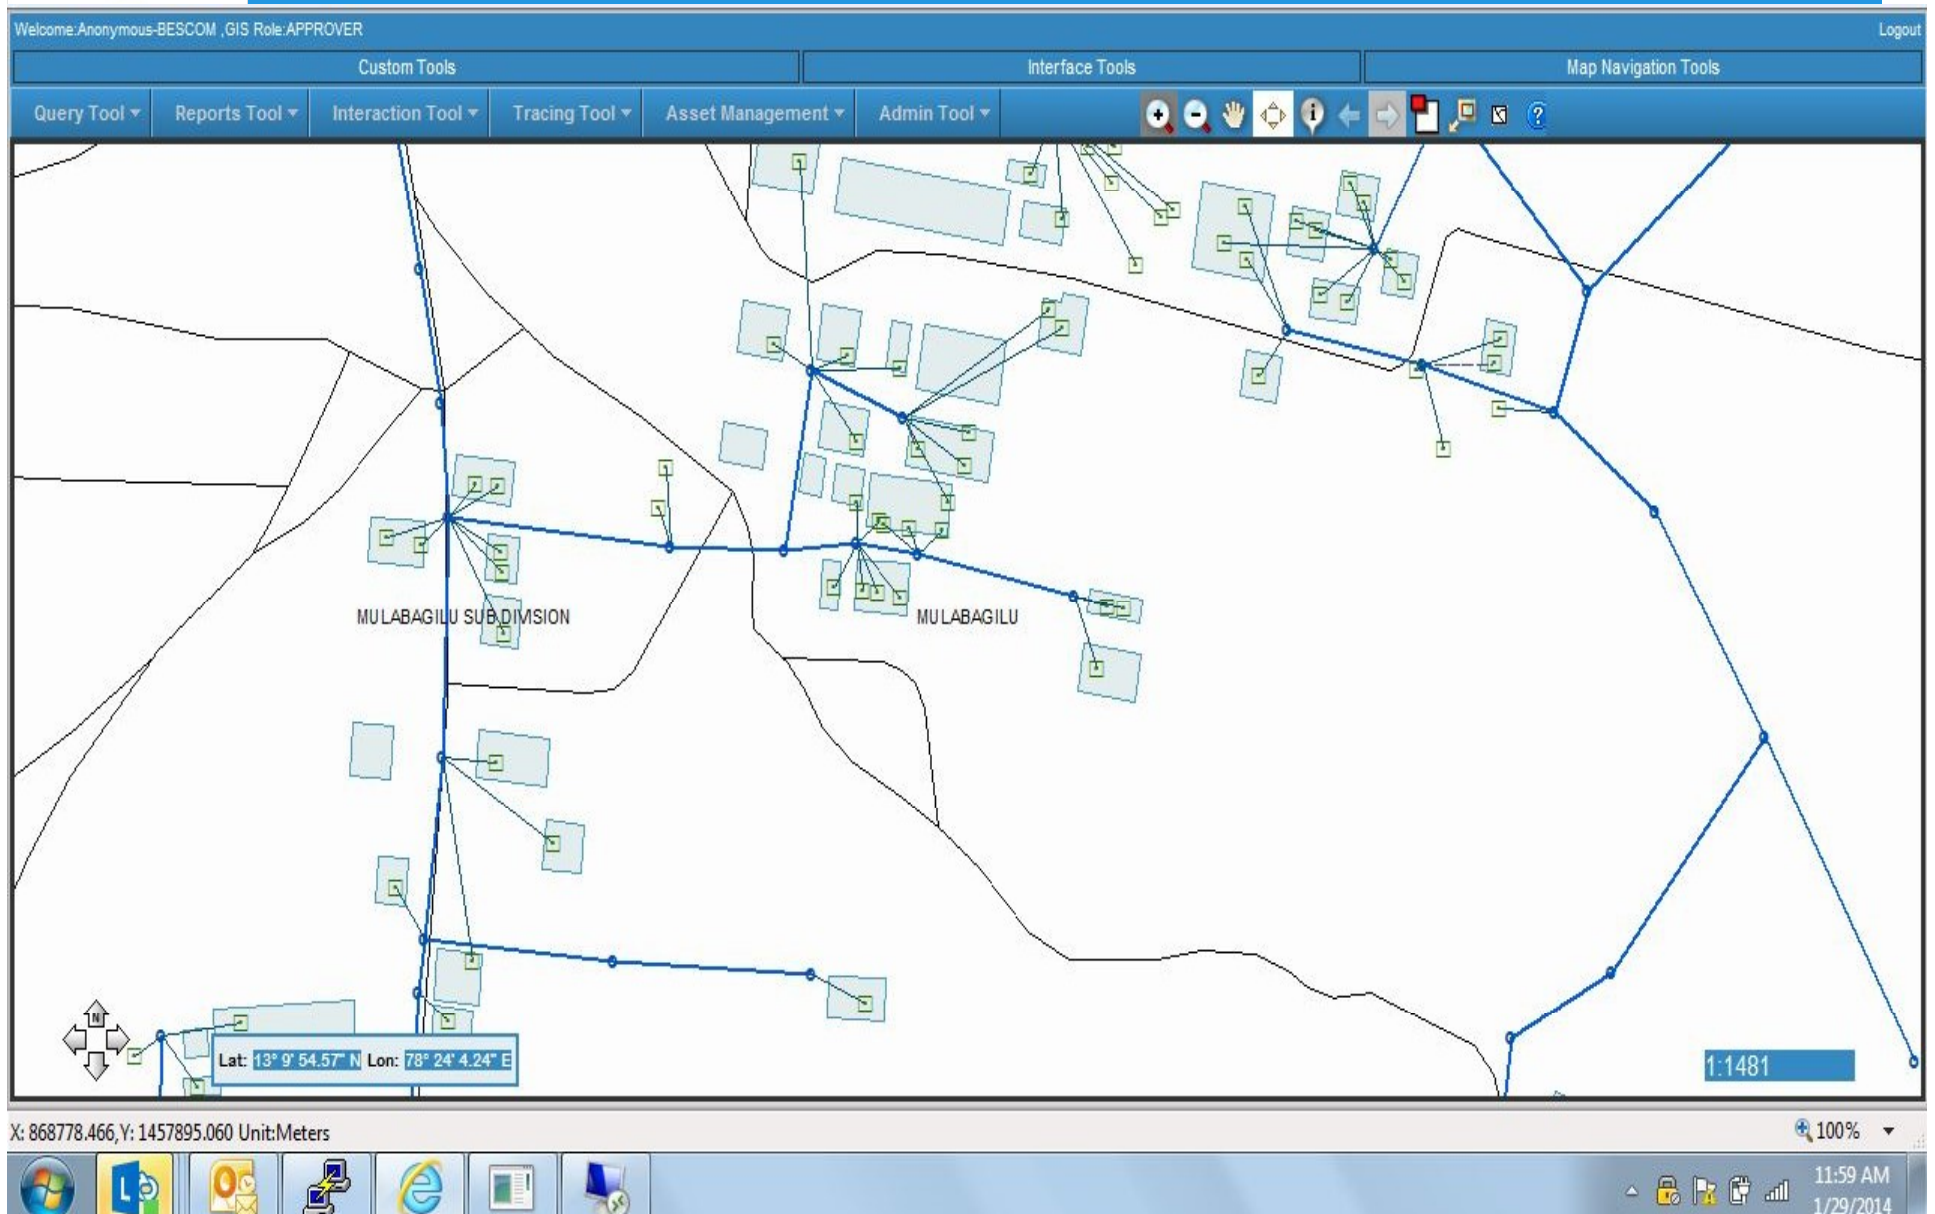 Welcome:Anonymous-BESCOM ,GIS Role:APPROVER Logout
Custom Tools Interface Tools Map Navigation Tools
Query Tool Reports Tool Interaction Tool Tracing Tool Asset Management Admin Tool
MULABAGILU SUB DIVISION MULABAGILU
N
Lat: 13° 9' 54.57" N Lon: 78° 24' 4.24" E
1:1481
X: 868778.466,Y: 1457895.060 Unit:Meters 100%
11:59 AM
1/29/2014